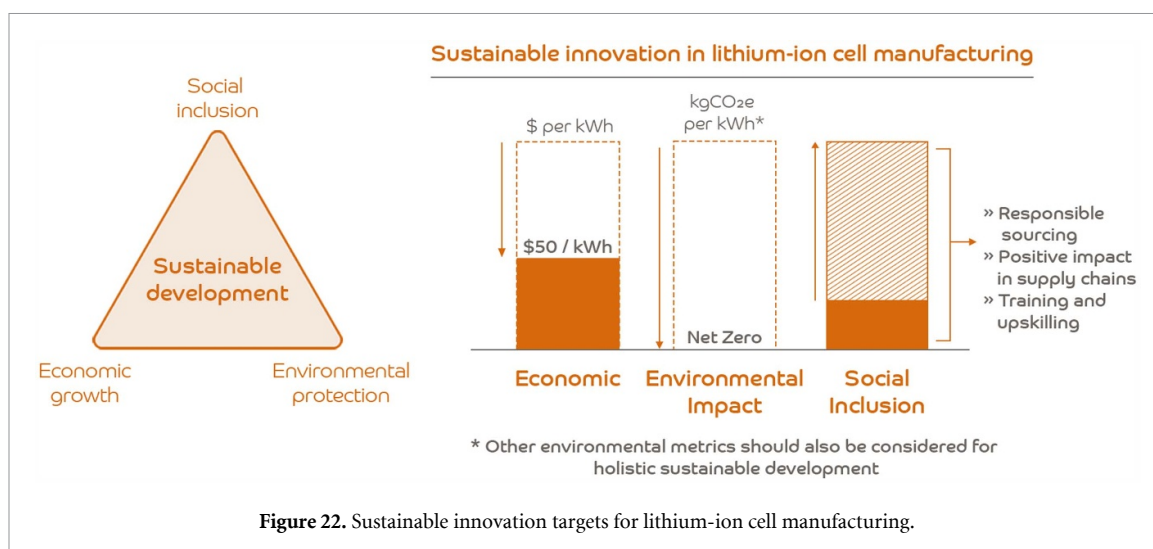 Social
inclusion
Sustainable
development
Economic
growth
Environmental
protection
Sustainable innovation in lithium-ion cell manufacturing
$ per kWh
kgCO₂e
per kWh*
$50 / kWh
Net Zero
» Responsible
sourcing
» Positive impact
in supply chains
» Training and
upskilling
Economic
Environmental
Impact
Social
Inclusion
* Other environmental metrics should also be considered for
holistic sustainable development
Figure 22. Sustainable innovation targets for lithium-ion cell manufacturing.